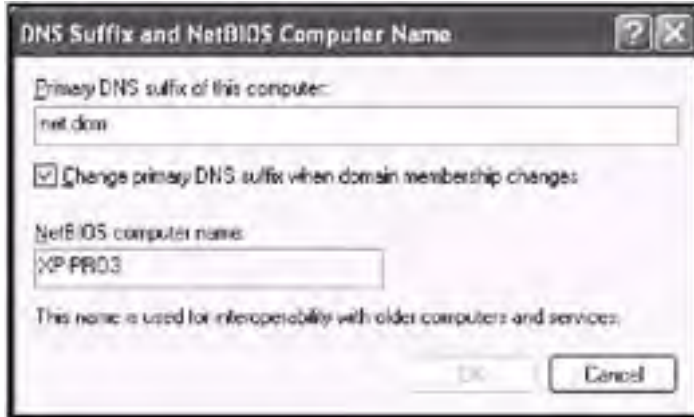 DNS Suffix and NetBIOS Computer Name
Primary DNS suffix of this computer:
net.dom
Change primary DNS suffix when domain membership changes
NetBIOS computer name:
XP-PRO3
This name is used for interoperability with older computers and services.
OK
Cancel